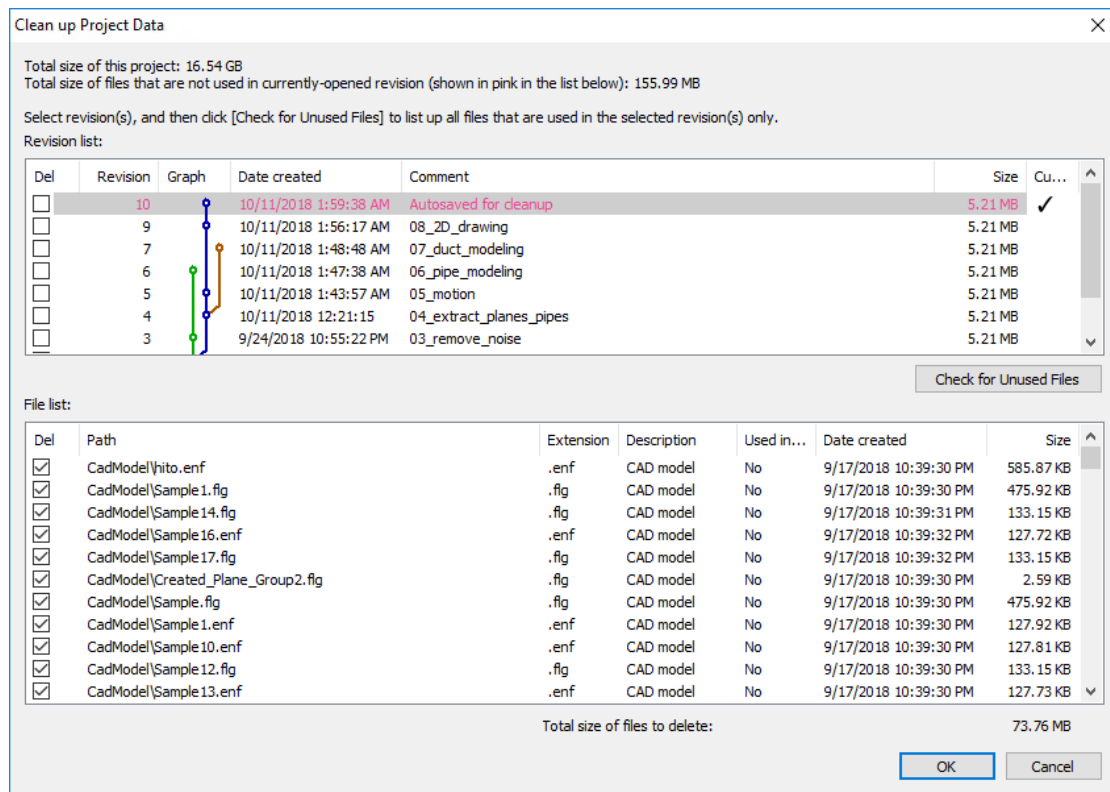 Clean up Project Data
Total size of this project: 16.54 GB
Total size of files that are not used in currently-opened revision (shown in pink in the list below): 155.99 MB
Select revision(s), and then click [Check for Unused Files] to list up all files that are used in the selected revision(s) only.
Revision list:
Del Revision Graph Date created Comment Size Cu...
10 10/11/2018 1:59:38 AM Autosaved for cleanup 5.21 MB ✓
9 10/11/2018 1:56:17 AM 08_2D_drawing 5.21 MB
7 10/11/2018 1:48:48 AM 07_duct_modeling 5.21 MB
6 10/11/2018 1:47:38 AM 06_pipe_modeling 5.21 MB
5 10/11/2018 1:43:57 AM 05_motion 5.21 MB
4 10/11/2018 12:21:15 04_extract_planes_pipes 5.21 MB
3 9/24/2018 10:55:22 PM 03_remove_noise 5.21 MB
Check for Unused Files
File list:
Del Path Extension Description Used in... Date created Size
CadModel\hito.enf .enf CAD model No 9/17/2018 10:39:30 PM 585.87 KB
CadModel\Sample1.flg .flg CAD model No 9/17/2018 10:39:30 PM 475.92 KB
CadModel\Sample14.flg .flg CAD model No 9/17/2018 10:39:31 PM 133.15 KB
CadModel\Sample16.enf .enf CAD model No 9/17/2018 10:39:32 PM 127.72 KB
CadModel\Sample17.flg .flg CAD model No 9/17/2018 10:39:32 PM 133.15 KB
CadModel\Created_Plane_Group2.flg .flg CAD model No 9/17/2018 10:39:30 PM 2.59 KB
CadModel\Sample.flg .flg CAD model No 9/17/2018 10:39:30 PM 475.92 KB
CadModel\Sample1.enf .enf CAD model No 9/17/2018 10:39:30 PM 127.92 KB
CadModel\Sample10.enf .enf CAD model No 9/17/2018 10:39:30 PM 127.81 KB
CadModel\Sample12.flg .flg CAD model No 9/17/2018 10:39:30 PM 133.15 KB
CadModel\Sample13.enf .enf CAD model No 9/17/2018 10:39:30 PM 127.73 KB
Total size of files to delete: 73.76 MB
OK Cancel